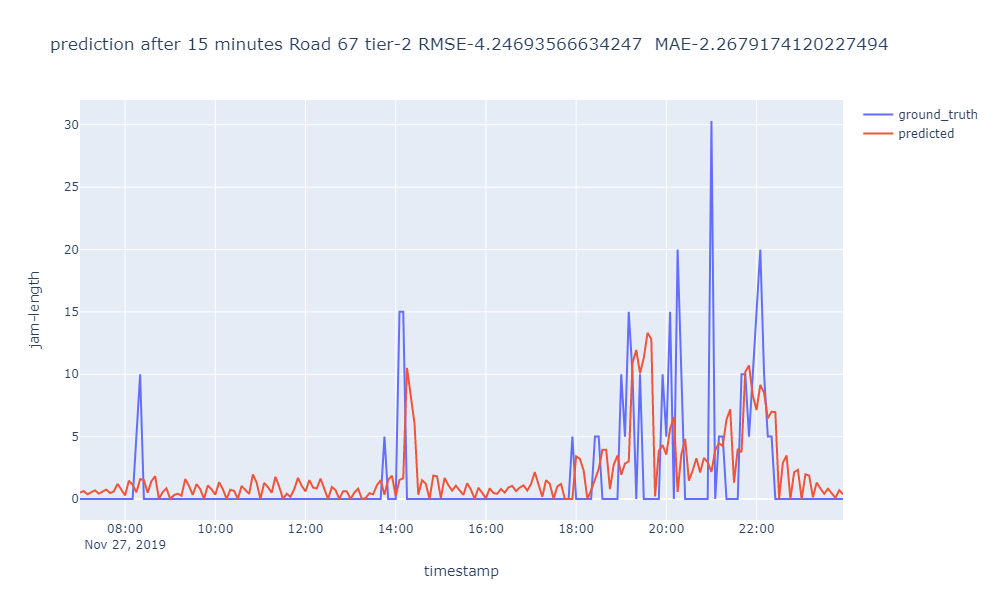 prediction after 15 minutes Road 67 tier-2 RMSE-4.24693566634247 MAE-2.2679174120227494
ground_truth
predicted
30
25
20
15
10
5
0
jam-length
08:00 10:00 12:00 14:00 16:00 18:00 20:00 22:00
Nov 27, 2019
timestamp